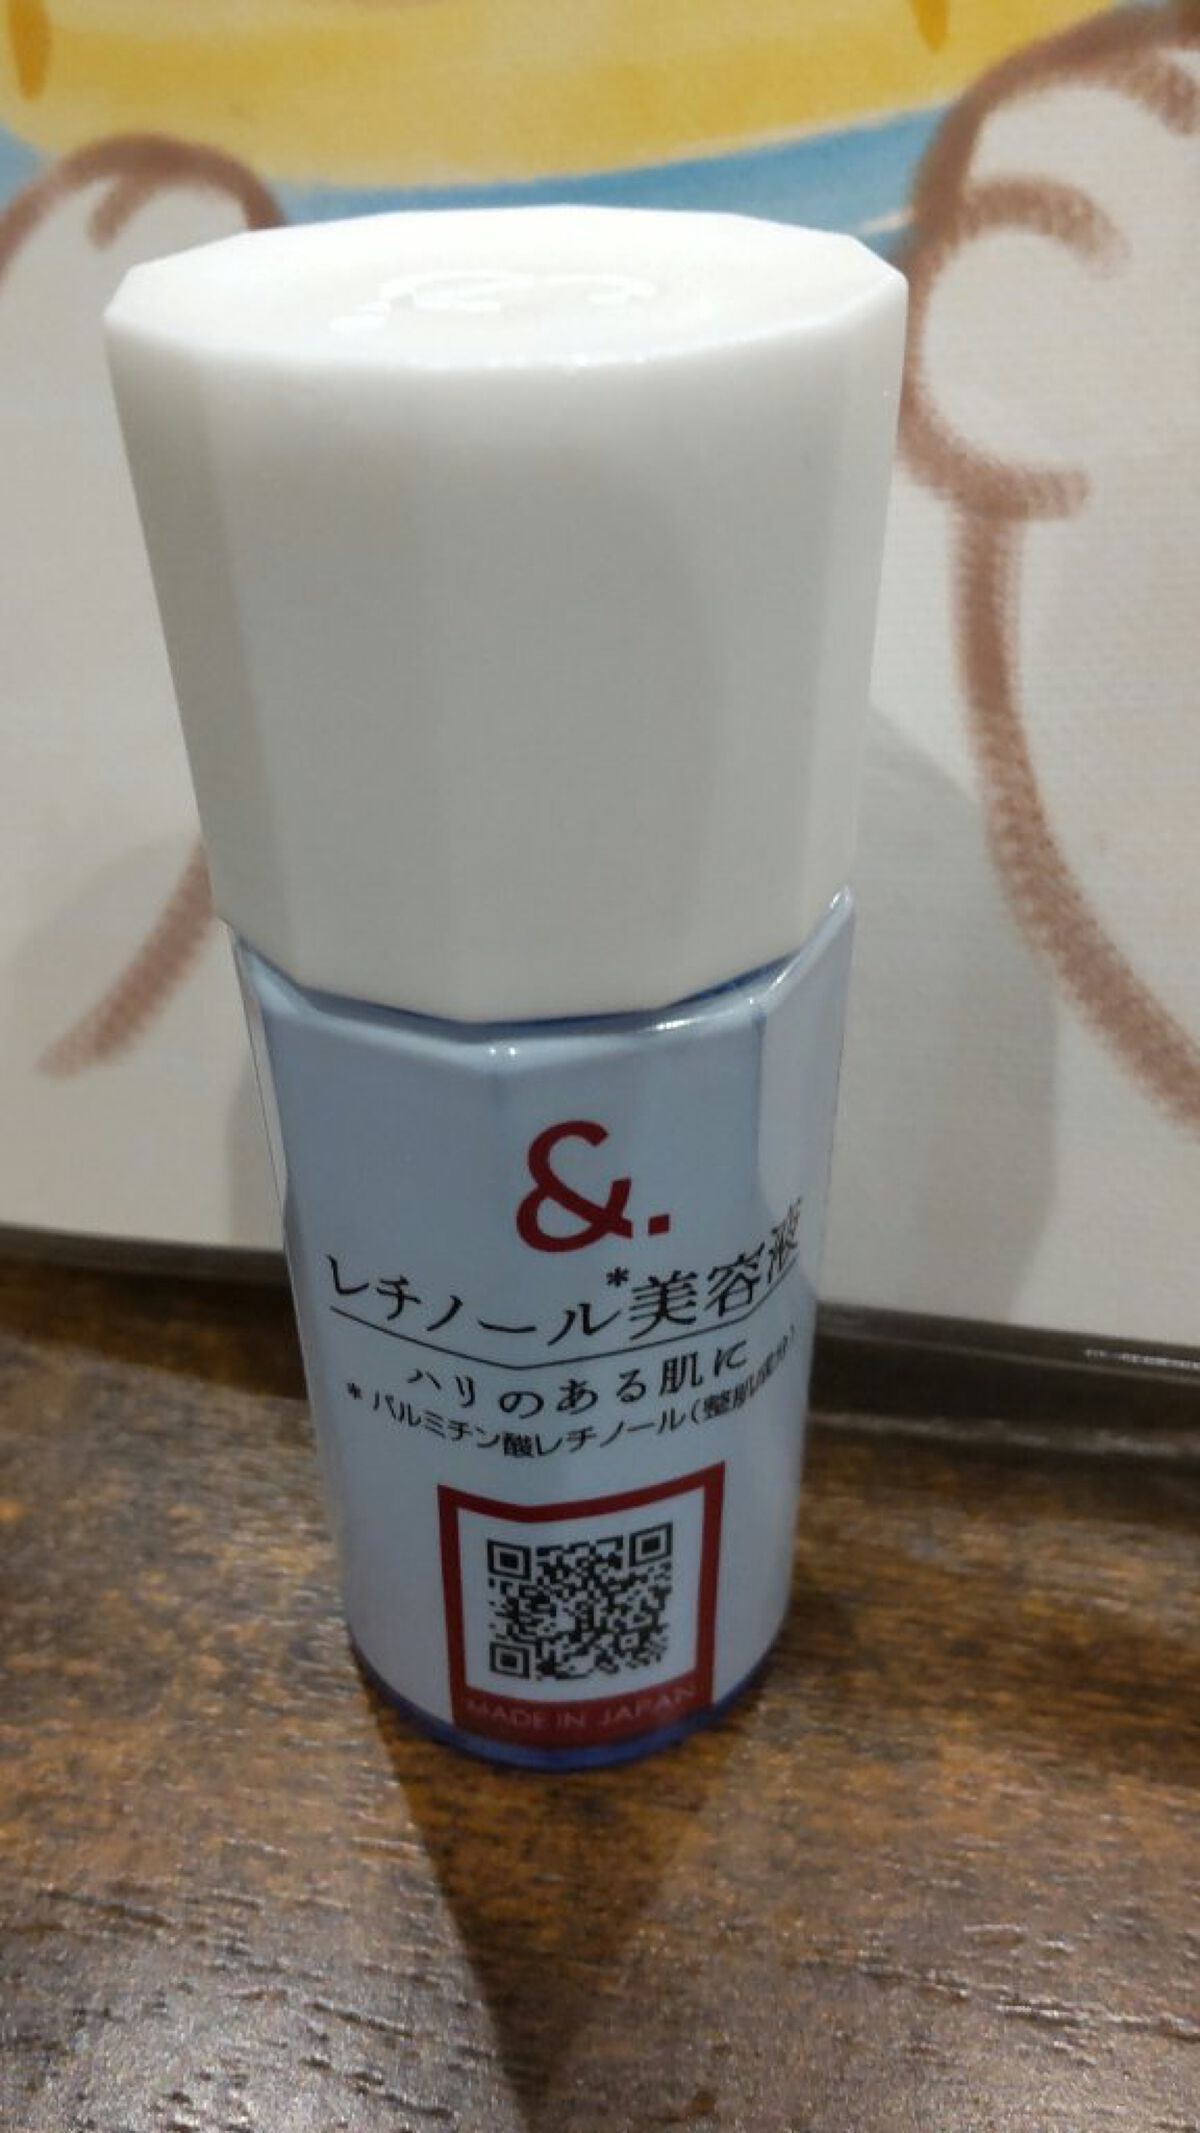 &.
レチノール*美容液
ハリのある肌に
*パルミチン酸レチノール(整肌成分)
MADE IN JAPAN